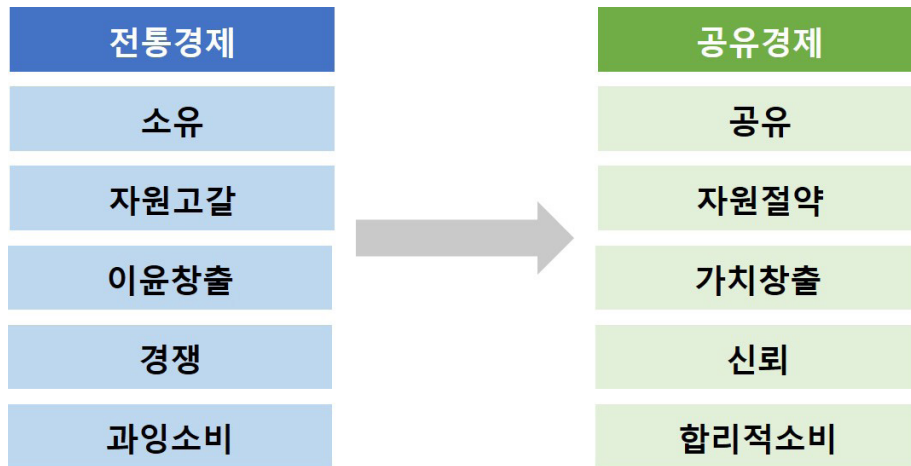 전통경제
공유경제
소유
공유
자원고갈
자원절약
이윤창출
가치창출
경쟁
신뢰
과잉소비
합리적소비